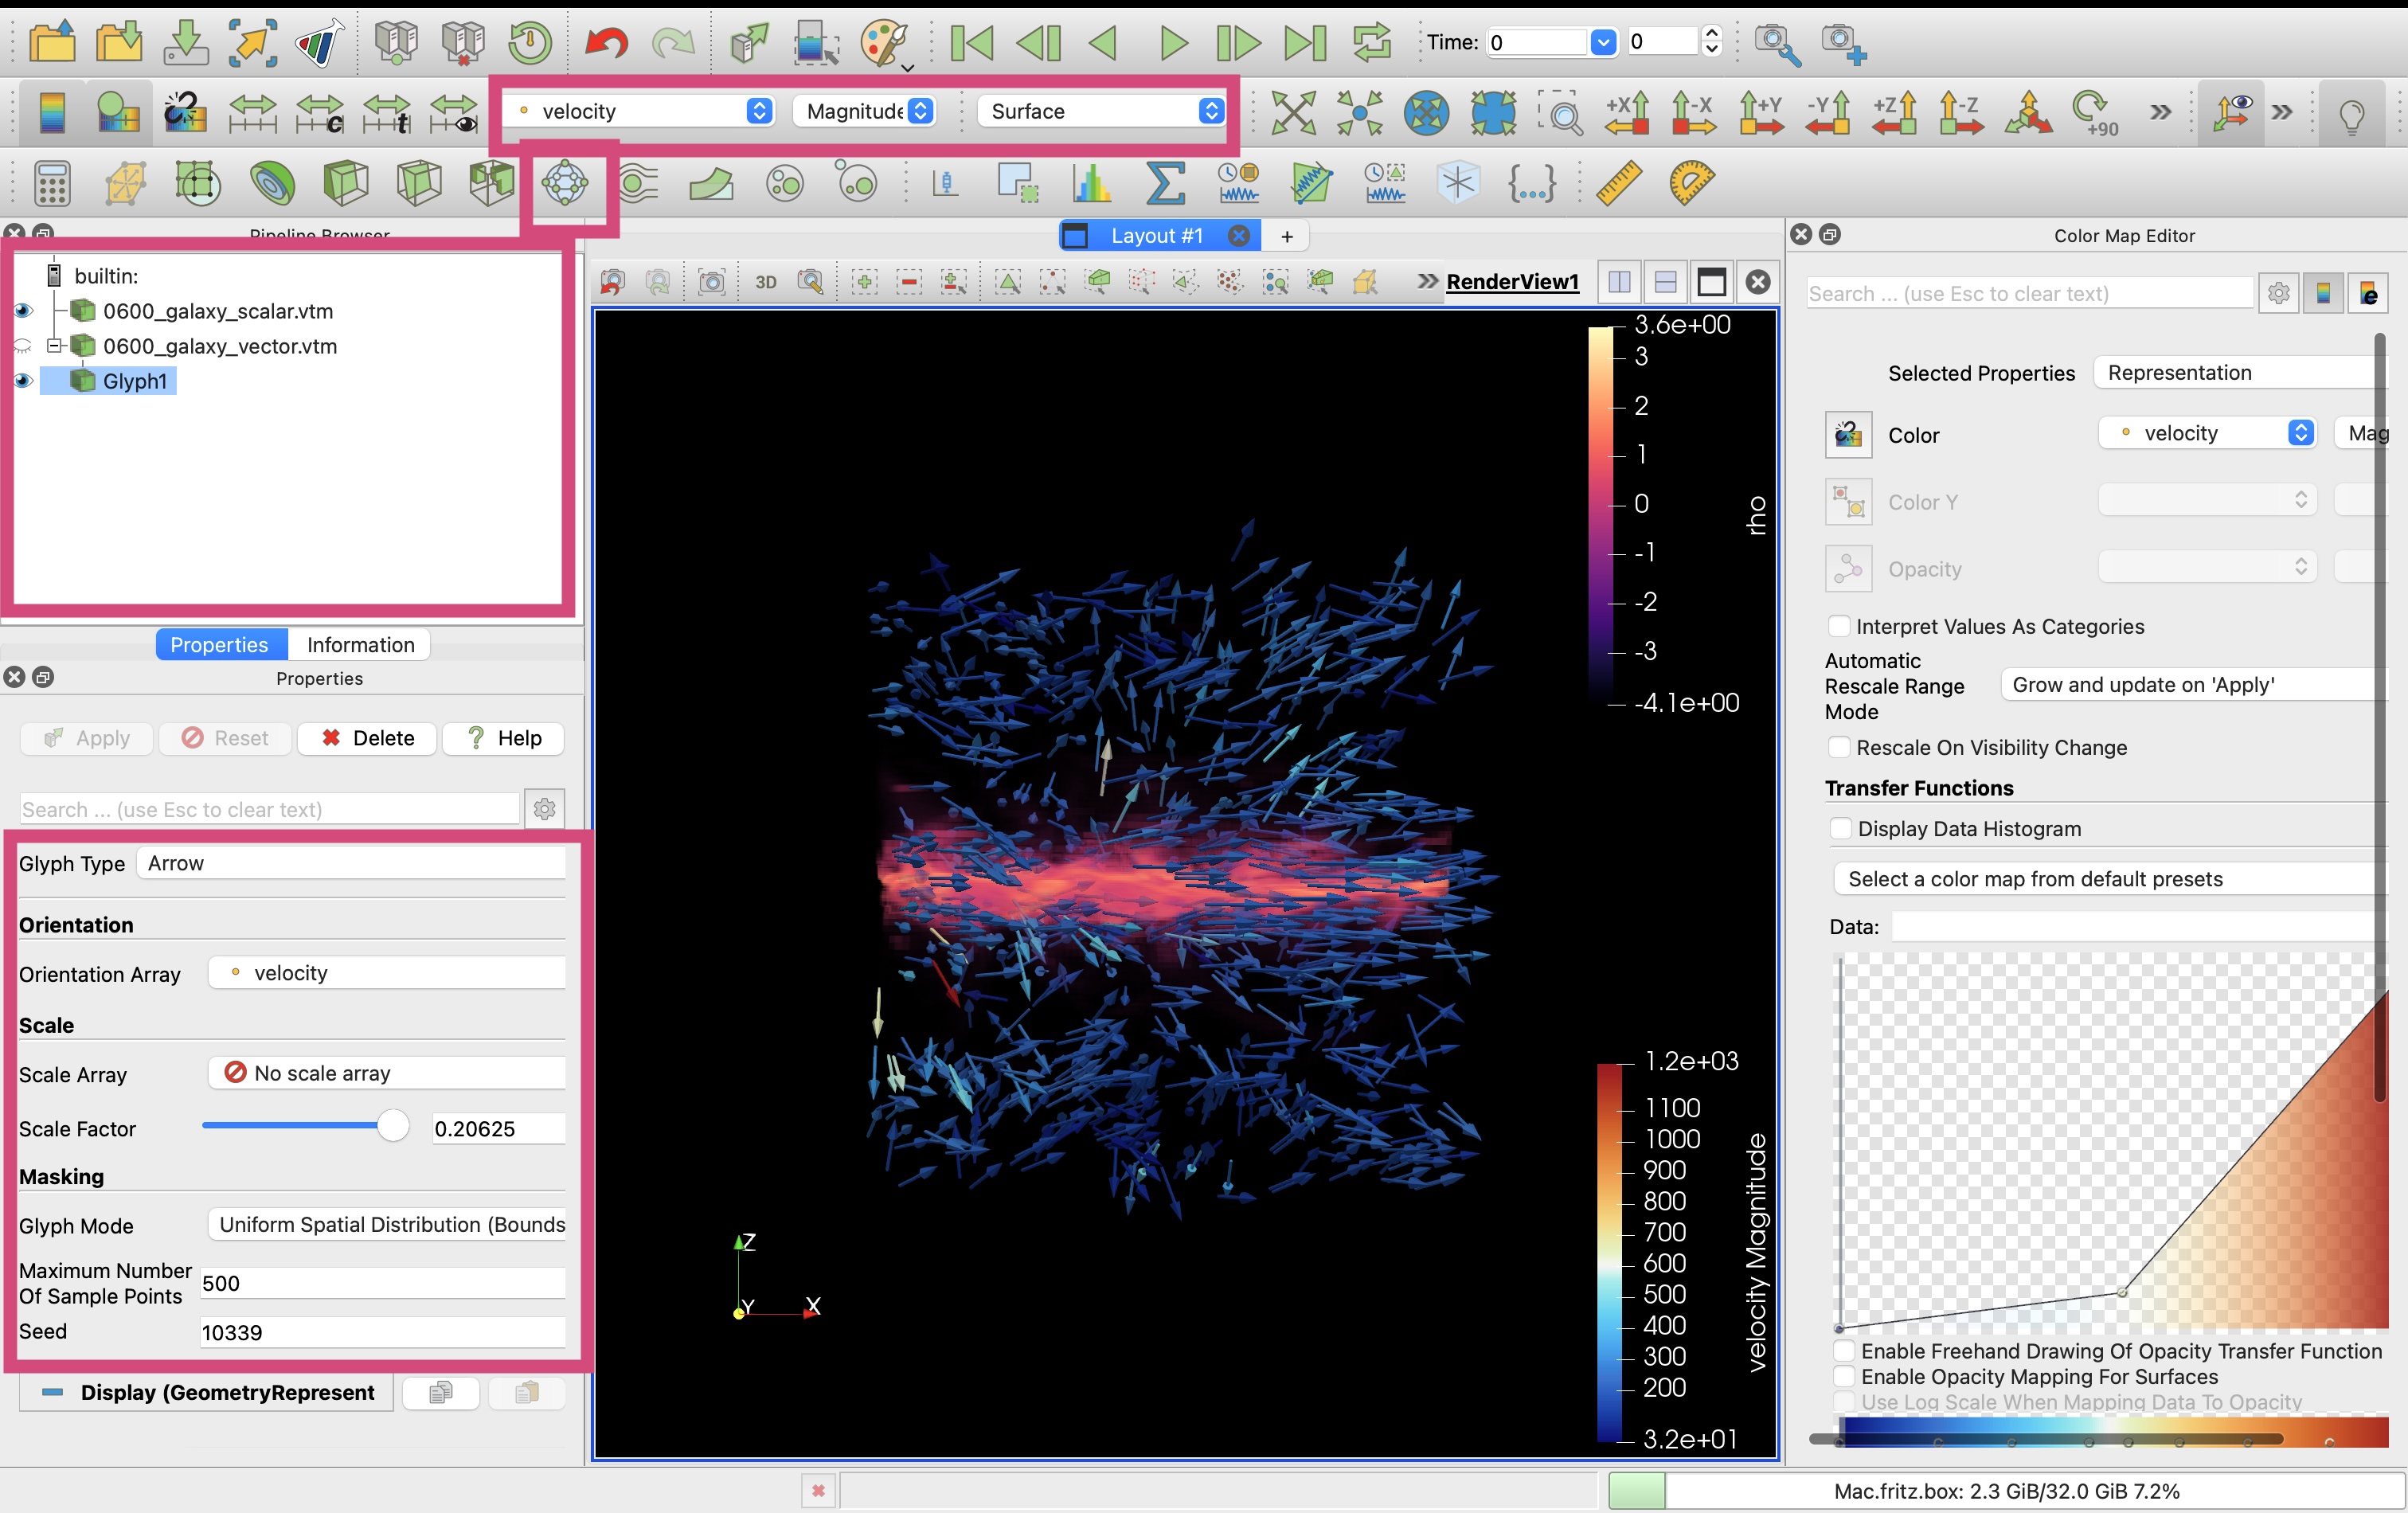 Time: 0 0
c t
velocity Magnitude Surface
+X -X +Y -Y +Z -Z +90 »  »
Pipeline Browser
builtin:
0600_galaxy_scalar.vtm
0600_galaxy_vector.vtm
Glyph1
Properties Information
Properties
Apply Reset Delete Help
Search ... (use Esc to clear text)
Glyph Type Arrow
Orientation
Orientation Array velocity
Scale
Scale Array No scale array
Scale Factor 0.20625
Masking
Glyph Mode Uniform Spatial Distribution (Bounds
Maximum Number
Of Sample Points 500
Seed 10339
Display (GeometryRepresent
Layout #1 +
3D » RenderView1
3.6e+00
3
2
1
0
-1
-2
-3
-4.1e+00
rho
1.2e+03
1100
1000
900
800
700
600
500
400
300
200
3.2e+01
velocity Magnitude
Z
Y X
Color Map Editor
Search ... (use Esc to clear text) e
Selected Properties Representation
Color velocity Mag
Color Y
Opacity
Interpret Values As Categories
Automatic
Rescale Range
Mode
Grow and update on 'Apply'
Rescale On Visibility Change
Transfer Functions
Display Data Histogram
Select a color map from default presets
Data:
Enable Freehand Drawing Of Opacity Transfer Function
Enable Opacity Mapping For Surfaces
Use Log Scale When Mapping Data To Opacity
Mac.fritz.box: 2.3 GiB/32.0 GiB 7.2%